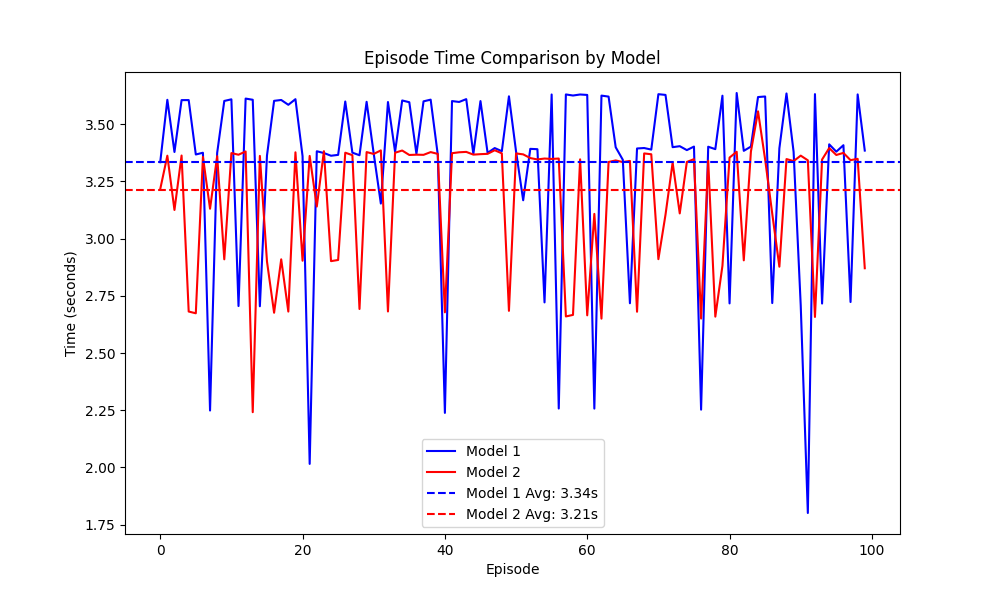 Episode Time Comparison by Model
Time (seconds)
3.50
3.25
3.00
2.75
2.50
2.25
2.00
1.75
Model 1
Model 2
Model 1 Avg: 3.34s
Model 2 Avg: 3.21s
0 20 40 60 80 100
Episode